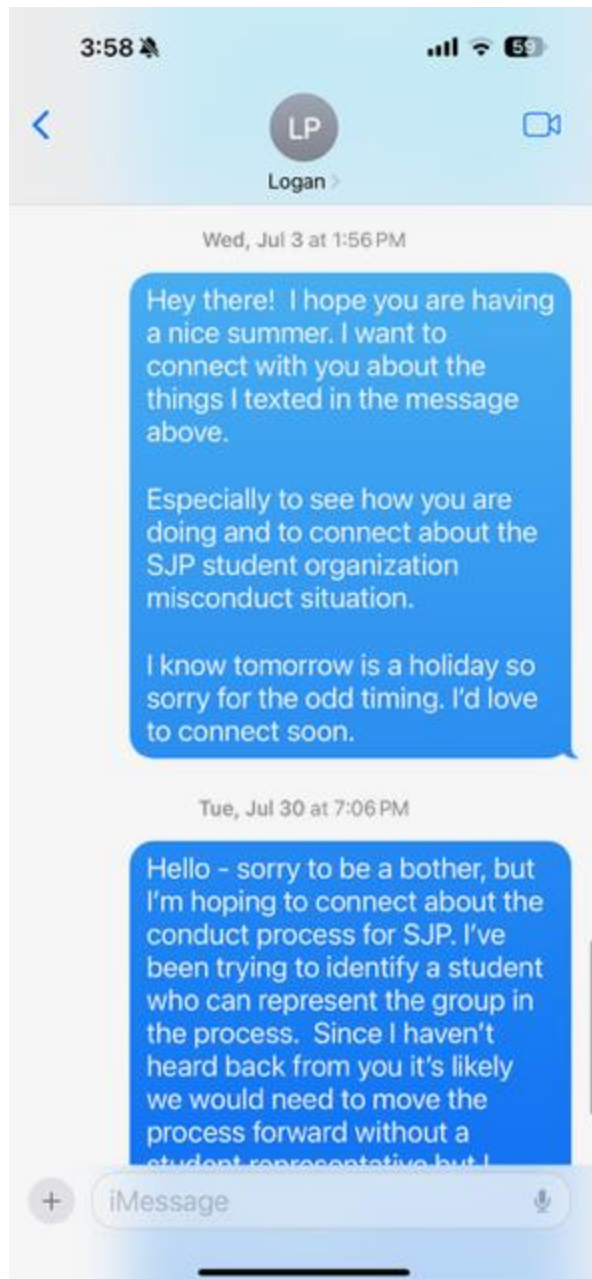 3:58
59
LP
Logan
Wed, Jul 3 at 1:56 PM
Hey there! I hope you are having
a nice summer. I want to
connect with you about the
things I texted in the message
above.
Especially to see how you are
doing and to connect about the
SJP student organization
misconduct situation.
I know tomorrow is a holiday so
sorry for the odd timing. I’d love
to connect soon.
Tue, Jul 30 at 7:06 PM
Hello - sorry to be a bother, but
I’m hoping to connect about the
conduct process for SJP. I’ve
been trying to identify a student
who can represent the group in
the process. Since I haven’t
heard back from you it’s likely
we would need to move the
process forward without a
student representative but I
iMessage